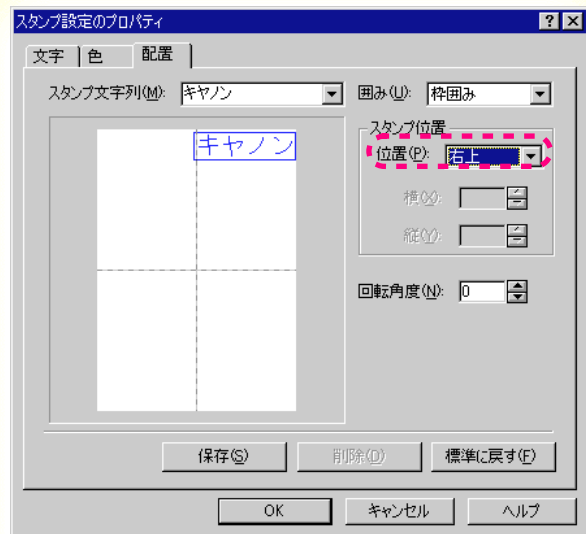 スタンプ設定のプロパティ
文字 色 配置
スタンプ文字列(M): キヤノン 囲み(U): 枠囲み
キヤノン
スタンプ位置
位置(P): 右上
横(X):
縦(Y):
回転角度(N): 0
保存(S) 削除(D) 標準に戻す(F)
OK キャンセル ヘルプ